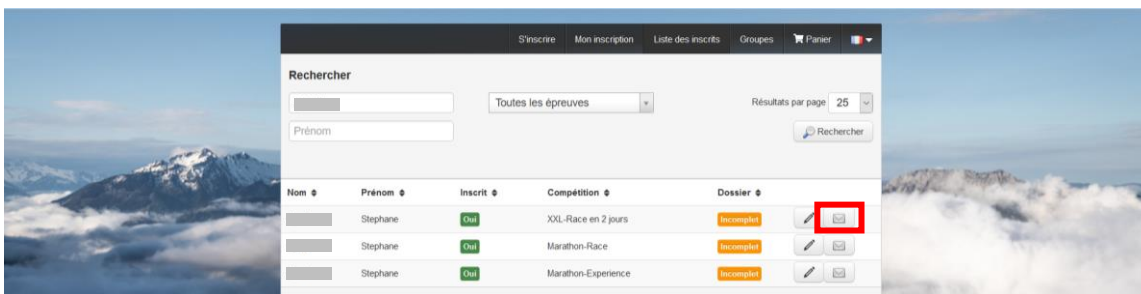 S'inscrire Mon inscription Liste des inscrits Groupes Panier
Rechercher
Toutes les épreuves Résultats par page 25
Prénom Rechercher
Nom Prénom Inscrit Compétition Dossier
Stephane Oui XXL-Race en 2 jours Incomplet
Stephane Oui Marathon-Race Incomplet
Stephane Oui Marathon-Experience Incomplet